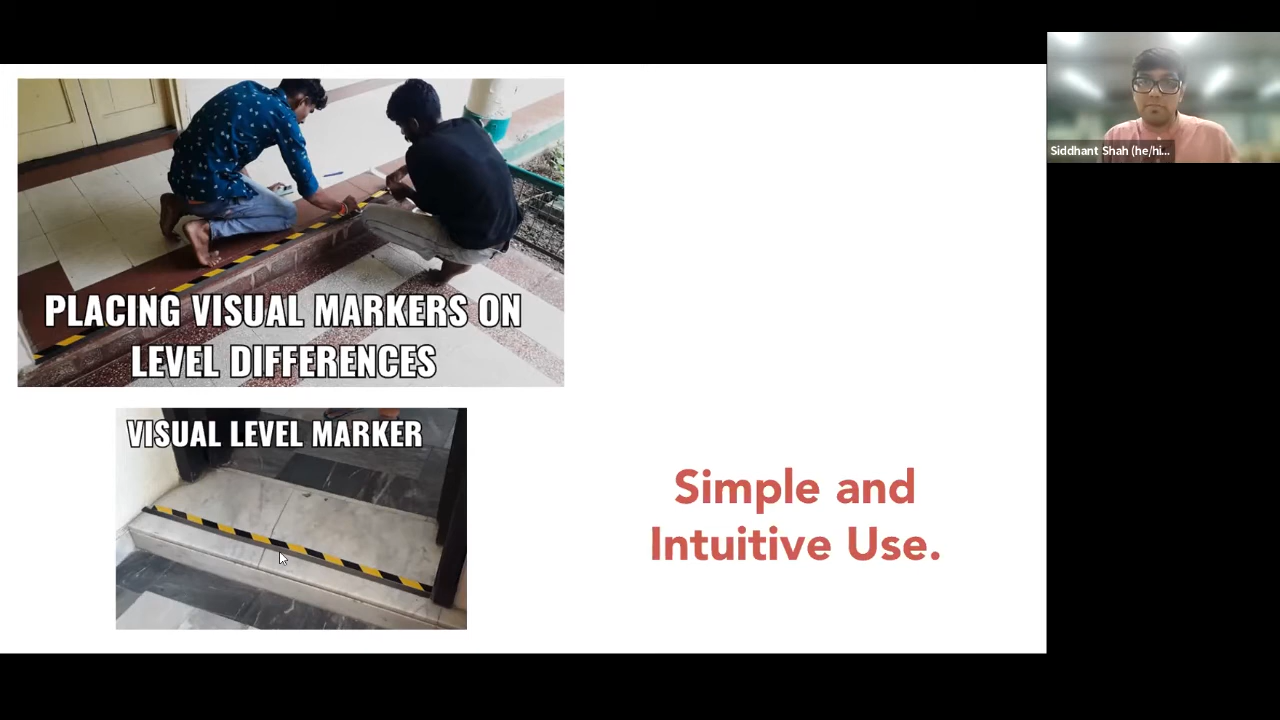 PLACING VISUAL MARKERS ON
LEVEL DIFFERENCES
VISUAL LEVEL MARKER
Simple and
Intuitive Use.
Siddhant Shah (he/hi...